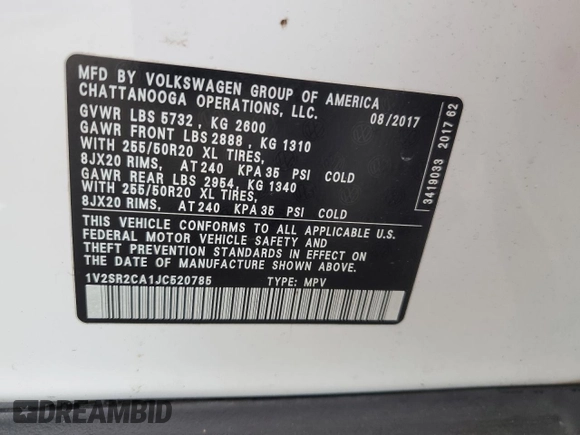 MFD BY VOLKSWAGEN GROUP OF AMERICA
CHATTANOOGA OPERATIONS, LLC.
08/2017
GVWR LBS 5732, KG 2600
GAWR FRONT LBS 2888, KG 1310
WITH 255/50R20 XL TIRES,
8JX20 RIMS, AT 240 KPA 35 PSI COLD
GAWR REAR LBS 2954, KG 1340
WITH 255/50R20 XL TIRES,
8JX20 RIMS, AT 240 KPA 35 PSI COLD
THIS VEHICLE CONFORMS TO ALL APPLICABLE U.S.
FEDERAL MOTOR VEHICLE SAFETY AND
THEFT PREVENTION STANDARDS IN EFFECT ON
THE DATE OF MANUFACTURE SHOWN ABOVE
1V2SR2CA1JC520785 TYPE: MPV
3419033 2017 62
DREAMBID